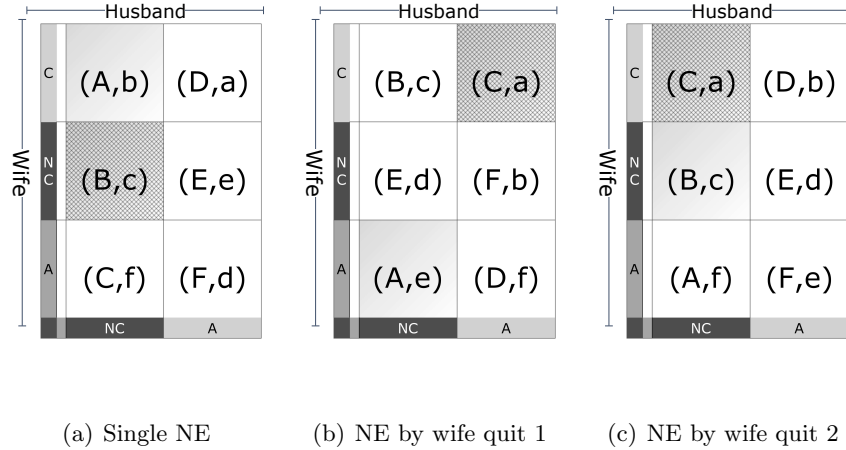 Husband Husband Husband
C (A,b) (D,a) C (B,c) (C,a) C (C,a) (D,b)
Wife NC (B,c) (E,e) Wife NC (E,d) (F,b) Wife NC (B,c) (E,d)
A (C,f) (F,d) A (A,e) (D,f) A (A,f) (F,e)
NC A NC A NC A
(a) Single NE (b) NE by wife quit 1 (c) NE by wife quit 2